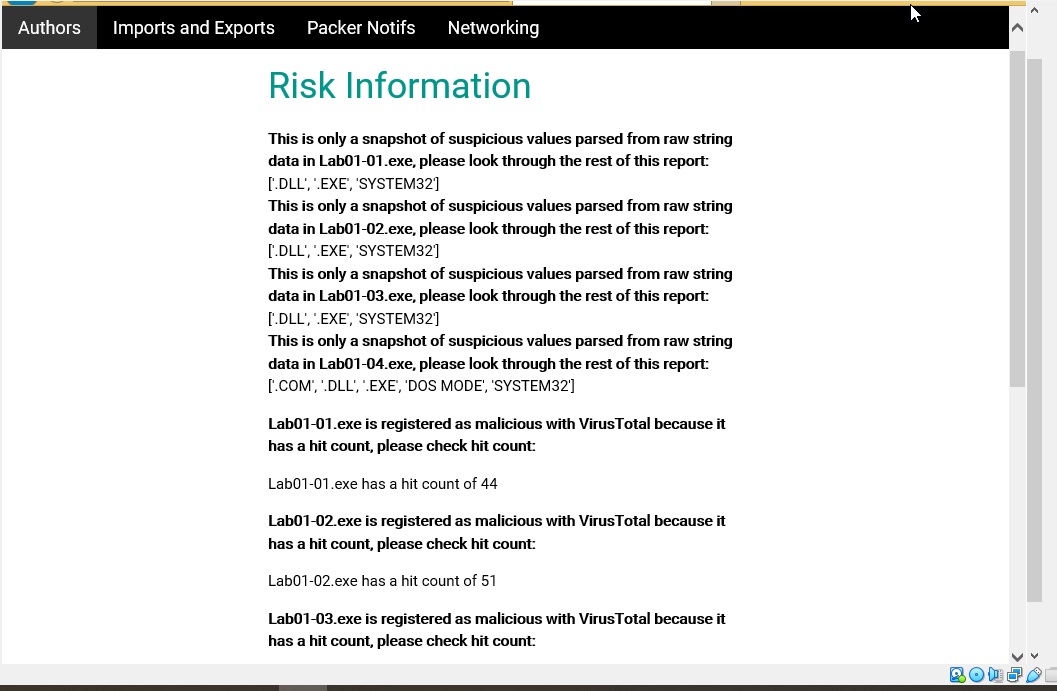 Authors Imports and Exports Packer Notifs Networking
Risk Information
This is only a snapshot of suspicious values parsed from raw string
data in Lab01-01.exe, please look through the rest of this report:
['.DLL', '.EXE', 'SYSTEM32']
This is only a snapshot of suspicious values parsed from raw string
data in Lab01-02.exe, please look through the rest of this report:
['.DLL', '.EXE', 'SYSTEM32']
This is only a snapshot of suspicious values parsed from raw string
data in Lab01-03.exe, please look through the rest of this report:
['.DLL', '.EXE', 'SYSTEM32']
This is only a snapshot of suspicious values parsed from raw string
data in Lab01-04.exe, please look through the rest of this report:
['.COM', '.DLL', '.EXE', 'DOS MODE', 'SYSTEM32']
Lab01-01.exe is registered as malicious with VirusTotal because it
has a hit count, please check hit count:
Lab01-01.exe has a hit count of 44
Lab01-02.exe is registered as malicious with VirusTotal because it
has a hit count, please check hit count:
Lab01-02.exe has a hit count of 51
Lab01-03.exe is registered as malicious with VirusTotal because it
has a hit count, please check hit count: